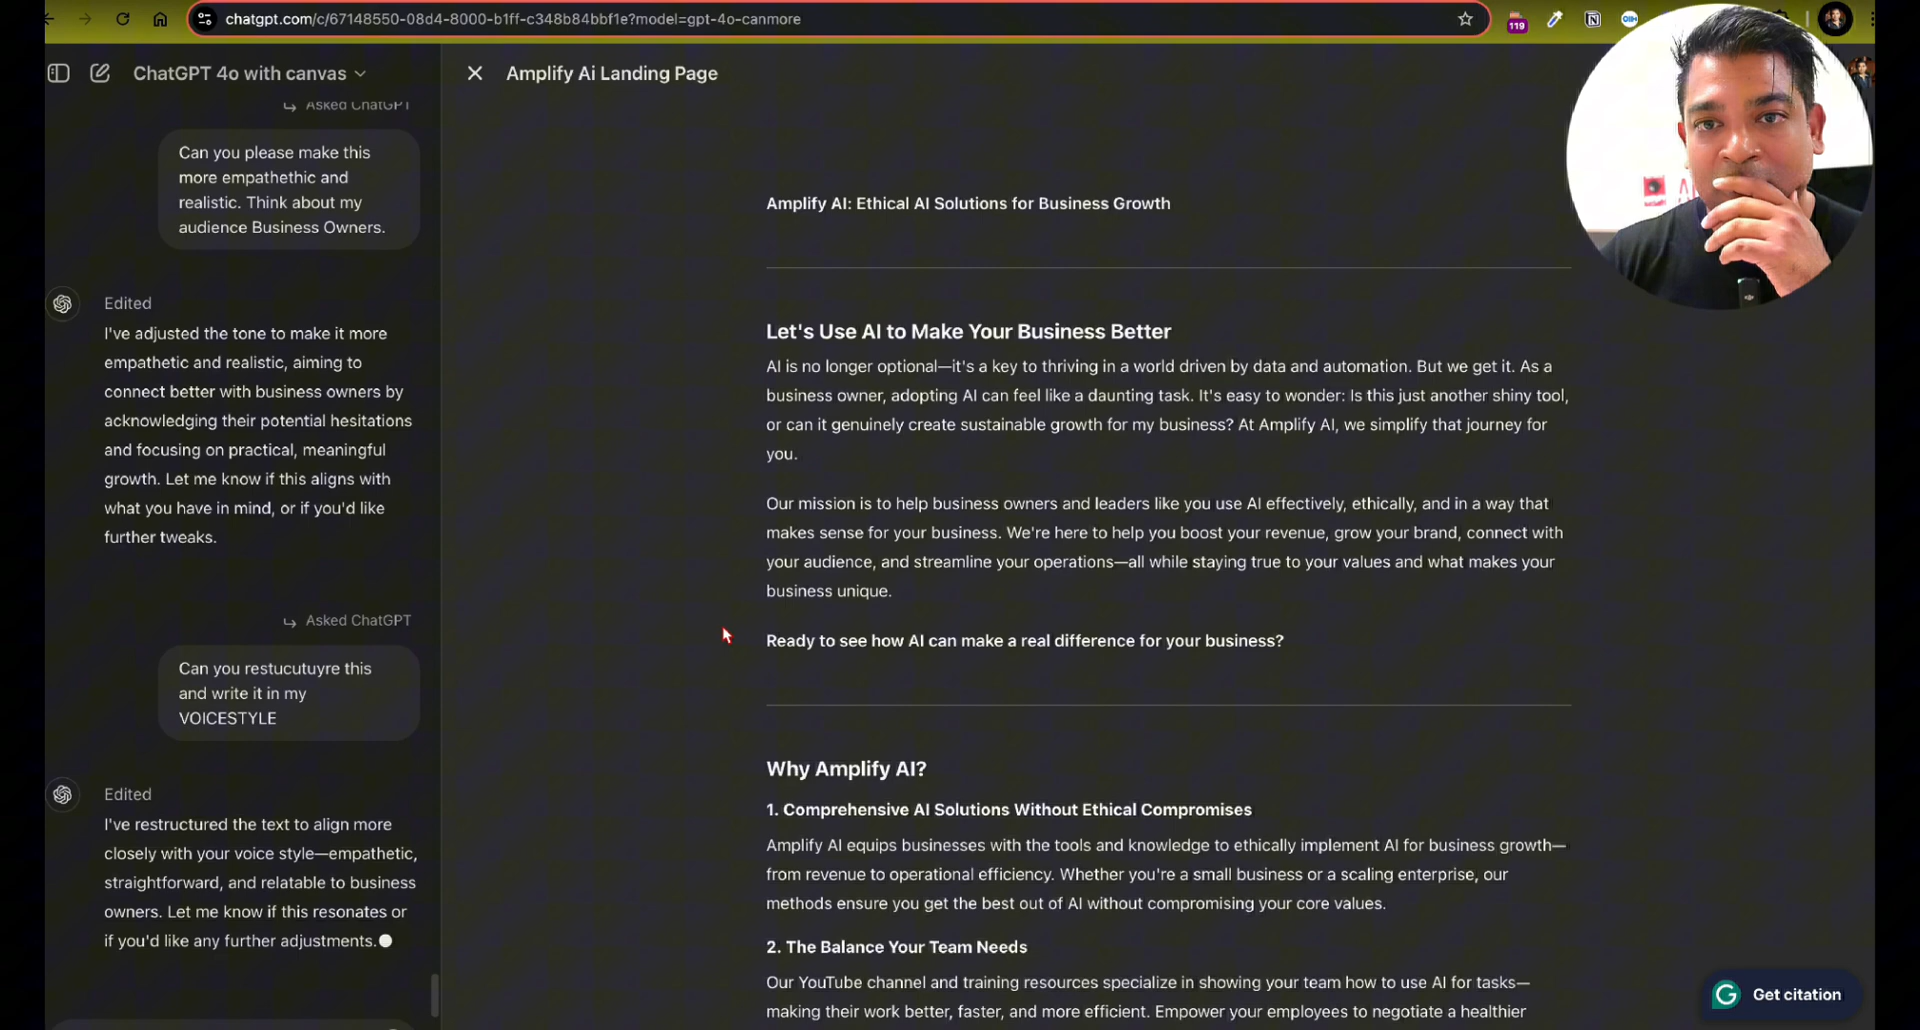 chatgpt.com/c/67148550-08d4-8000-b1ff-c348b84bbf1e?model=gpt-4o-canmore
119
ChatGPT 4o with canvas
Asked ChatGPT
Can you please make this
more empathethic and
realistic. Think about my
audience Business Owners.
Edited
I've adjusted the tone to make it more
empathetic and realistic, aiming to
connect better with business owners by
acknowledging their potential hesitations
and focusing on practical, meaningful
growth. Let me know if this aligns with
what you have in mind, or if you'd like
further tweaks.
Asked ChatGPT
Can you restucutuyre this
and write it in my
VOICESTYLE
Edited
I've restructured the text to align more
closely with your voice style—empathetic,
straightforward, and relatable to business
owners. Let me know if this resonates or
if you'd like any further adjustments.
Amplify Ai Landing Page
Amplify AI: Ethical AI Solutions for Business Growth
Let's Use AI to Make Your Business Better
AI is no longer optional—it's a key to thriving in a world driven by data and automation. But we get it. As a
business owner, adopting AI can feel like a daunting task. It's easy to wonder: Is this just another shiny tool,
or can it genuinely create sustainable growth for my business? At Amplify AI, we simplify that journey for
you.
Our mission is to help business owners and leaders like you use AI effectively, ethically, and in a way that
makes sense for your business. We're here to help you boost your revenue, grow your brand, connect with
your audience, and streamline your operations—all while staying true to your values and what makes your
business unique.
Ready to see how AI can make a real difference for your business?
Why Amplify AI?
1. Comprehensive AI Solutions Without Ethical Compromises
Amplify AI equips businesses with the tools and knowledge to ethically implement AI for business growth—
from revenue to operational efficiency. Whether you're a small business or a scaling enterprise, our
methods ensure you get the best out of AI without compromising your core values.
2. The Balance Your Team Needs
Our YouTube channel and training resources specialize in showing your team how to use AI for tasks—
making their work better, faster, and more efficient. Empower your employees to negotiate a healthier
Get citation